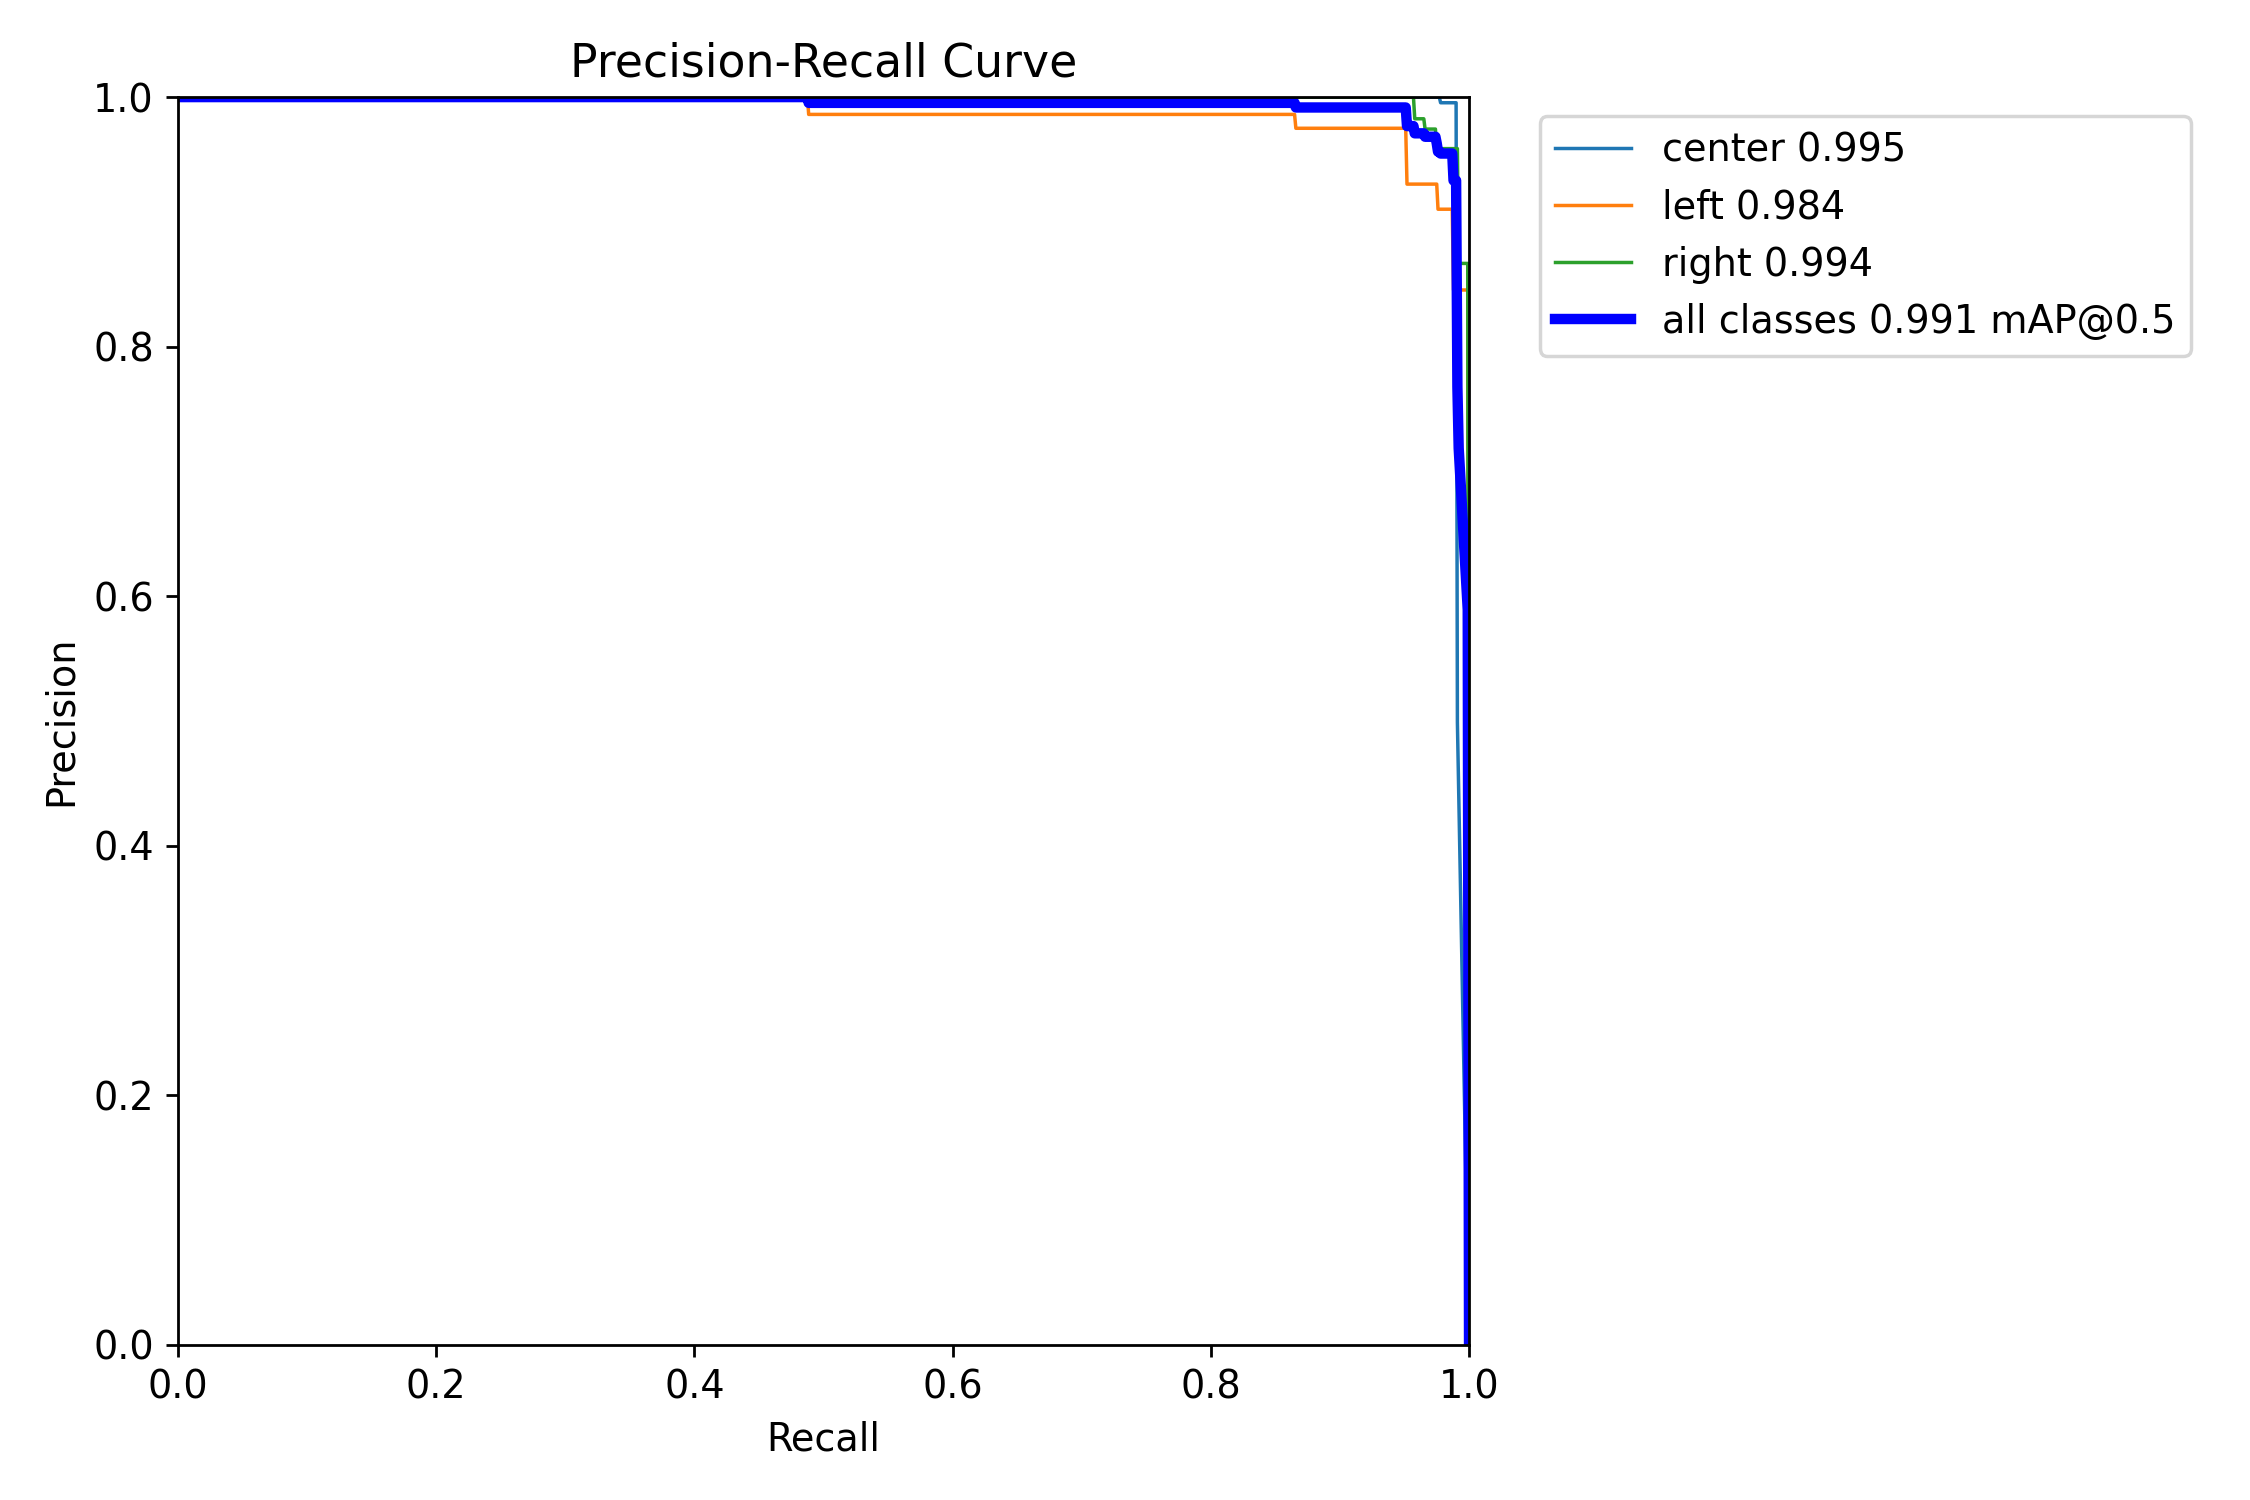 Precision-Recall Curve
1.0
0.8
0.6
0.4
0.2
0.0
Precision
0.0 0.2 0.4 0.6 0.8 1.0
Recall
center 0.995
left 0.984
right 0.994
all classes 0.991 mAP@0.5